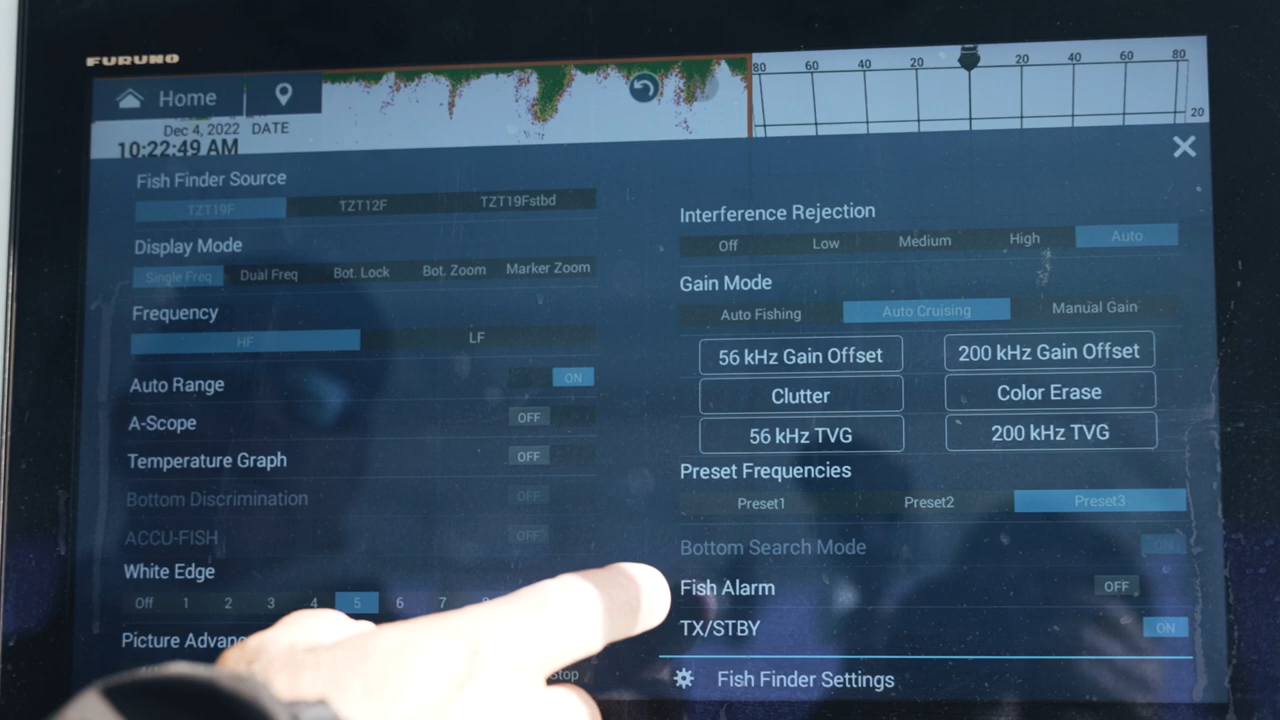 FURUNO
Home
Dec 4, 2022 DATE
10:22:49 AM
80 60 40 20 20 40 60 80
20
Fish Finder Source
TZT19F TZT12F TZT19Fstbd
Display Mode
Single Freq Dual Freq Bot. Lock Bot. Zoom Marker Zoom
Frequency
HF LF
Auto Range ON
A-Scope OFF
Temperature Graph OFF
Bottom Discrimination OFF
ACCU-FISH OFF
White Edge
Off 1 2 3 4 5 6 7
Picture
Stop
Interference Rejection
Off Low Medium High Auto
Gain Mode
Auto Fishing Auto Cruising Manual Gain
56 kHz Gain Offset 200 kHz Gain Offset
Clutter Color Erase
56 kHz TVG 200 kHz TVG
Preset Frequencies
Preset1 Preset2 Preset3
Bottom Search Mode ON
Fish Alarm OFF
TX/STBY ON
Fish Finder Settings